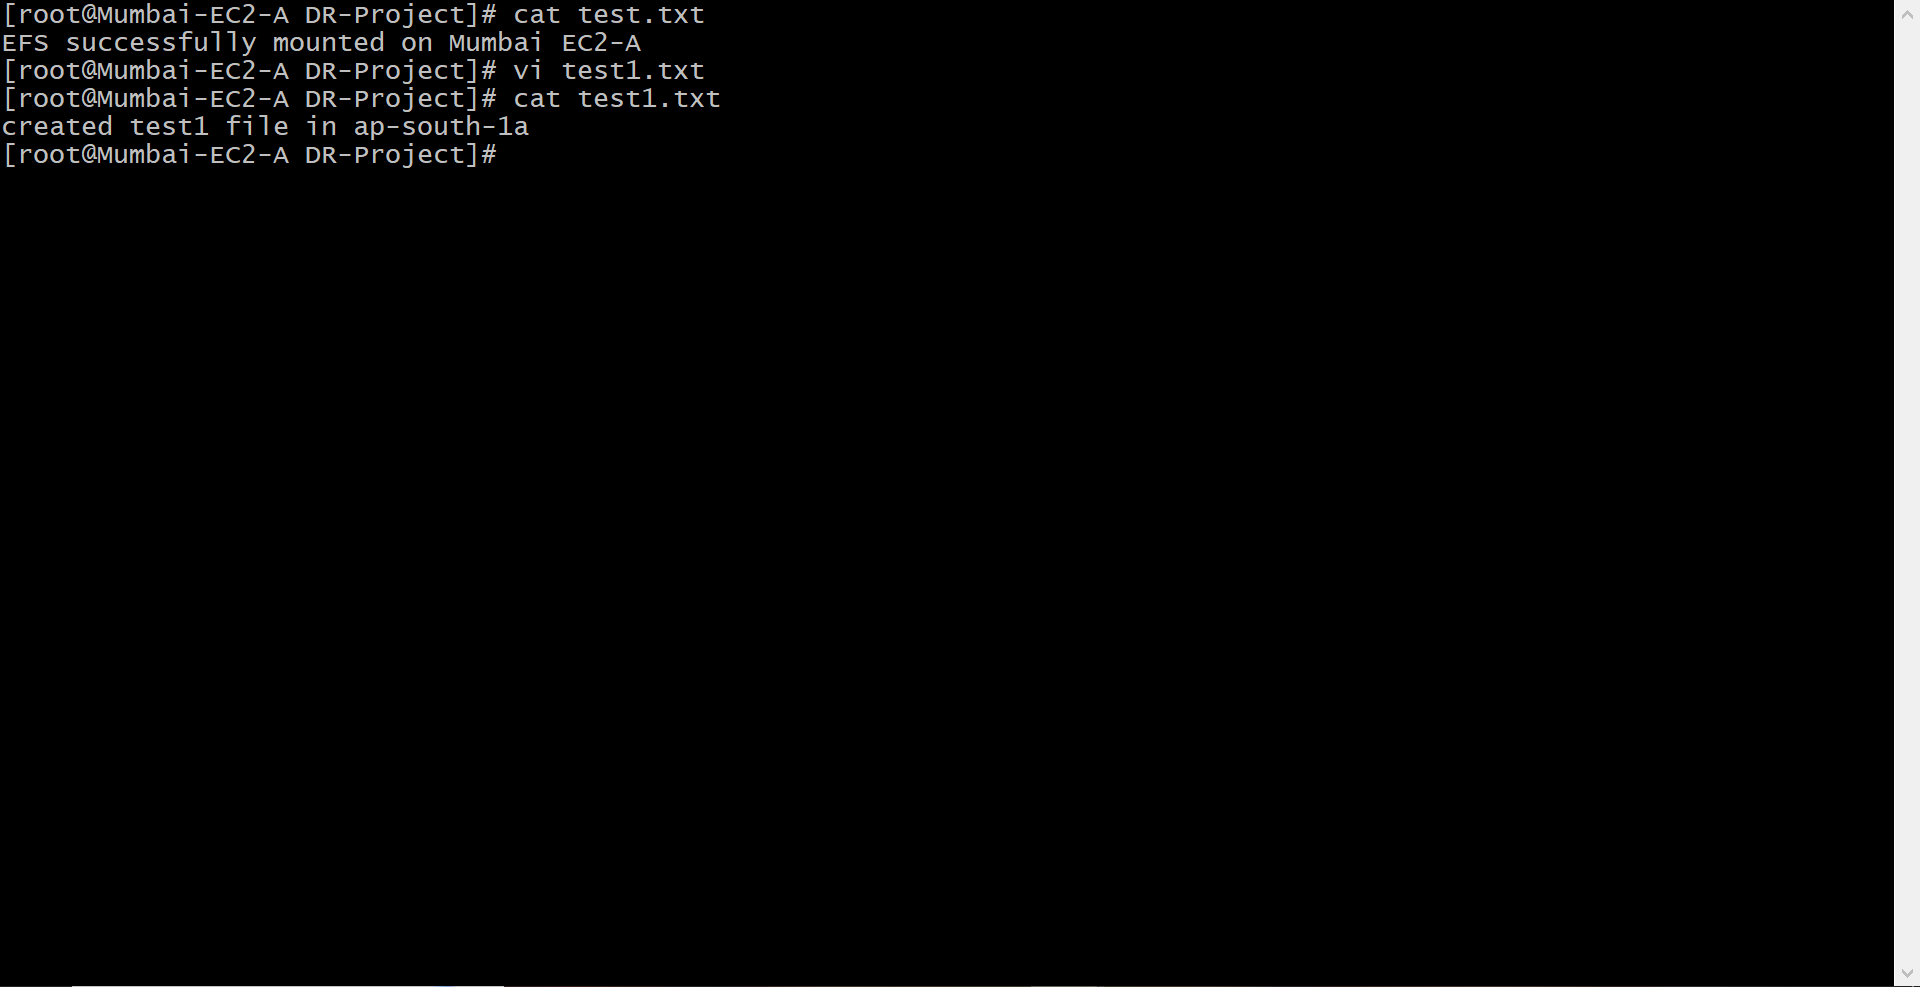 [root@Mumbai-EC2-A DR-Project]# cat test.txt
EFS successfully mounted on Mumbai EC2-A
[root@Mumbai-EC2-A DR-Project]# vi test1.txt
[root@Mumbai-EC2-A DR-Project]# cat test1.txt
created test1 file in ap-south-1a
[root@Mumbai-EC2-A DR-Project]#